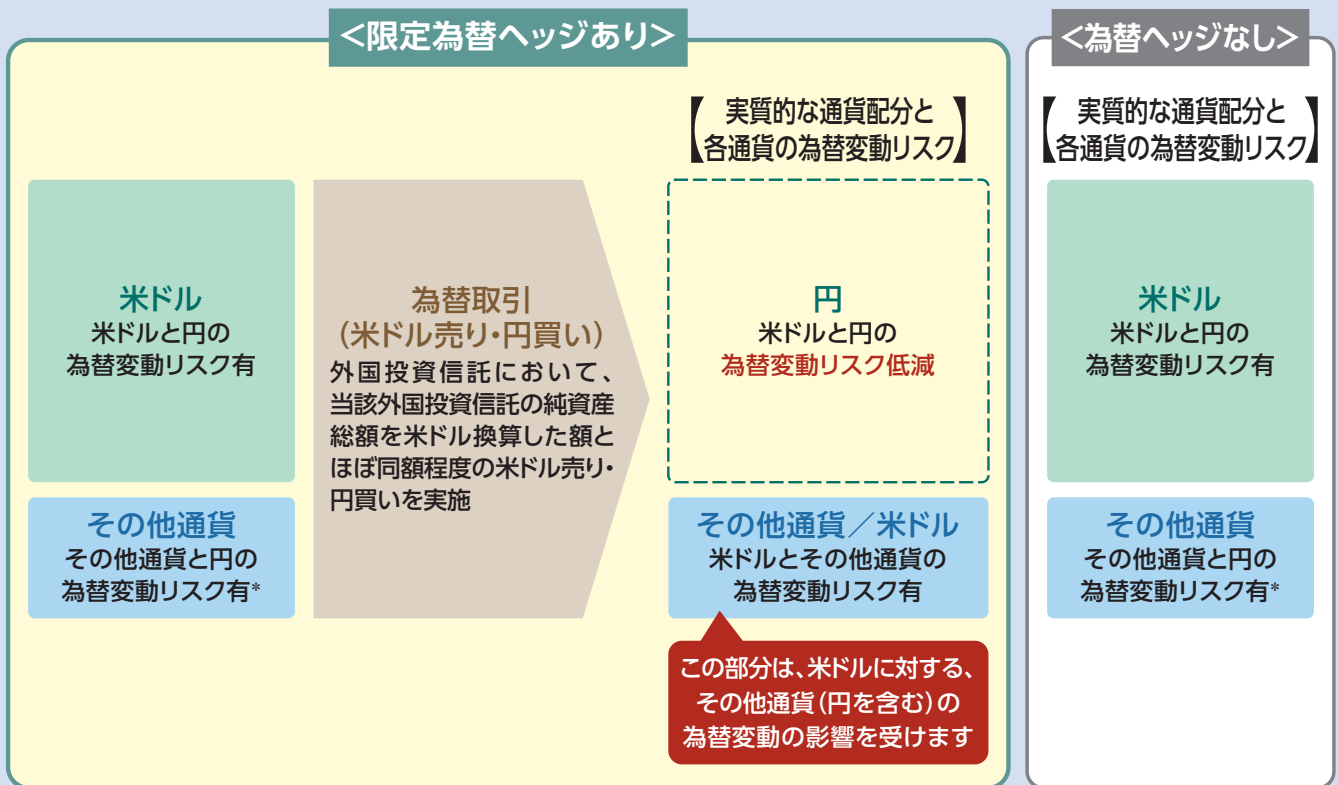 <限定為替ヘッジあり>
【実質的な通貨配分と
各通貨の為替変動リスク】
米ドル
米ドルと円の
為替変動リスク有
その他通貨
その他通貨と円の
為替変動リスク有*
為替取引
（米ドル売り・円買い）
外国投資信託において、
当該外国投資信託の純資産
総額を米ドル換算した額と
ほぼ同額程度の米ドル売り・
円買いを実施
円
米ドルと円の
為替変動リスク低減
その他通貨／米ドル
米ドルとその他通貨の
為替変動リスク有
この部分は、米ドルに対する、
その他通貨（円を含む）の
為替変動の影響を受けます
<為替ヘッジなし>
【実質的な通貨配分と
各通貨の為替変動リスク】
米ドル
米ドルと円の
為替変動リスク有
その他通貨
その他通貨と円の
為替変動リスク有*